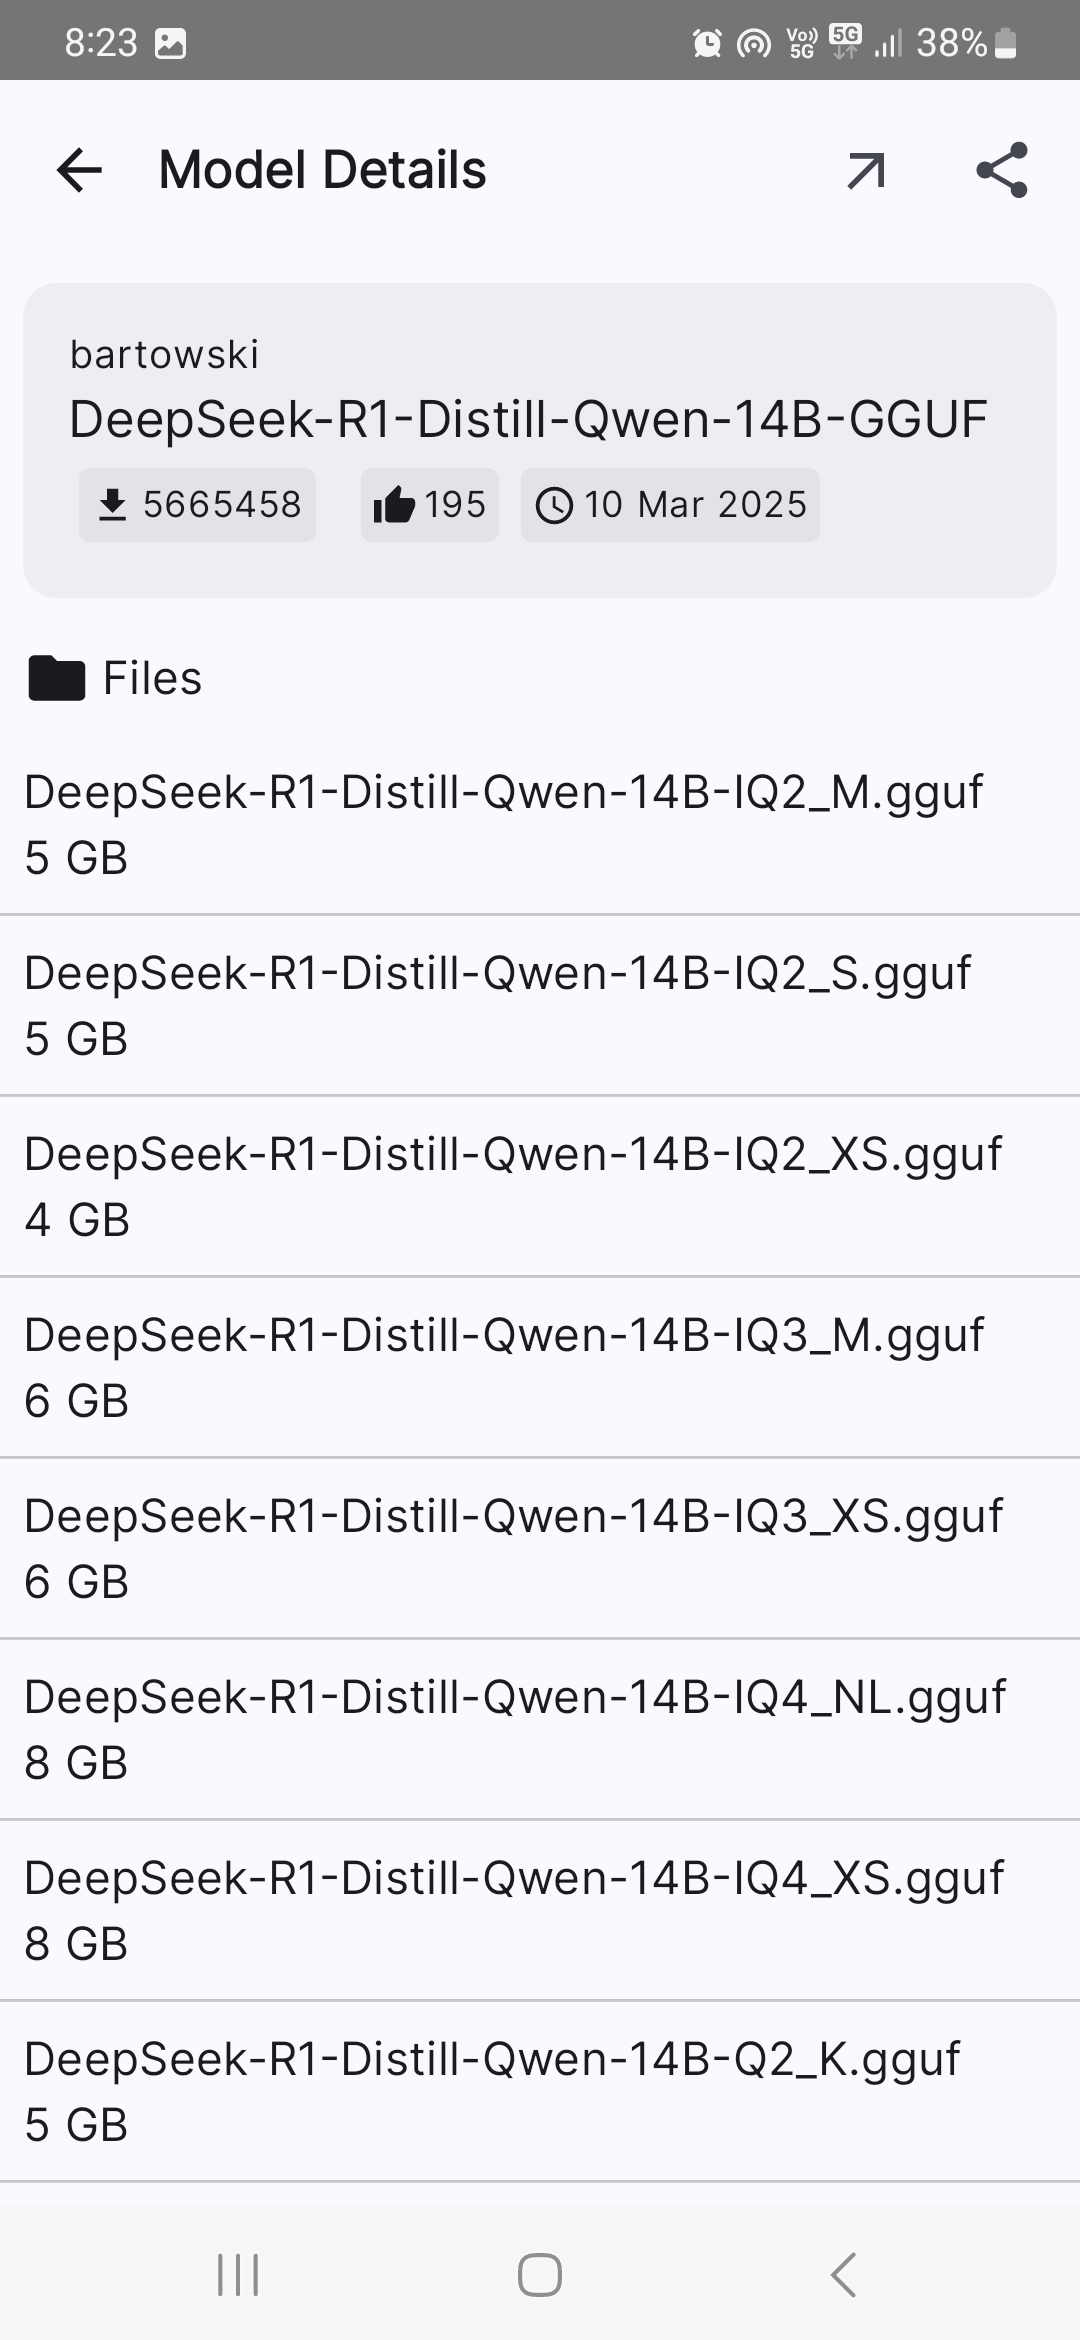 8:23
Vo)) 5G 5G 38%
Model Details
bartowski
DeepSeek-R1-Distill-Qwen-14B-GGUF
5665458 195 10 Mar 2025
Files
DeepSeek-R1-Distill-Qwen-14B-IQ2_M.gguf
5 GB
DeepSeek-R1-Distill-Qwen-14B-IQ2_S.gguf
5 GB
DeepSeek-R1-Distill-Qwen-14B-IQ2_XS.gguf
4 GB
DeepSeek-R1-Distill-Qwen-14B-IQ3_M.gguf
6 GB
DeepSeek-R1-Distill-Qwen-14B-IQ3_XS.gguf
6 GB
DeepSeek-R1-Distill-Qwen-14B-IQ4_NL.gguf
8 GB
DeepSeek-R1-Distill-Qwen-14B-IQ4_XS.gguf
8 GB
DeepSeek-R1-Distill-Qwen-14B-Q2_K.gguf
5 GB